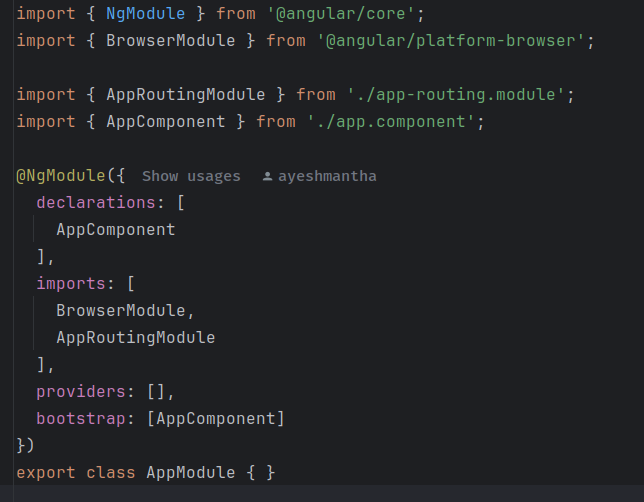 import { NgModule } from '@angular/core';
import { BrowserModule } from '@angular/platform-browser';
import { AppRoutingModule } from './app-routing.module';
import { AppComponent } from './app.component';
@NgModule({ Show usages ayeshmantha
declarations: [
AppComponent
],
imports: [
BrowserModule,
AppRoutingModule
],
providers: [],
bootstrap: [AppComponent]
})
export class AppModule { }